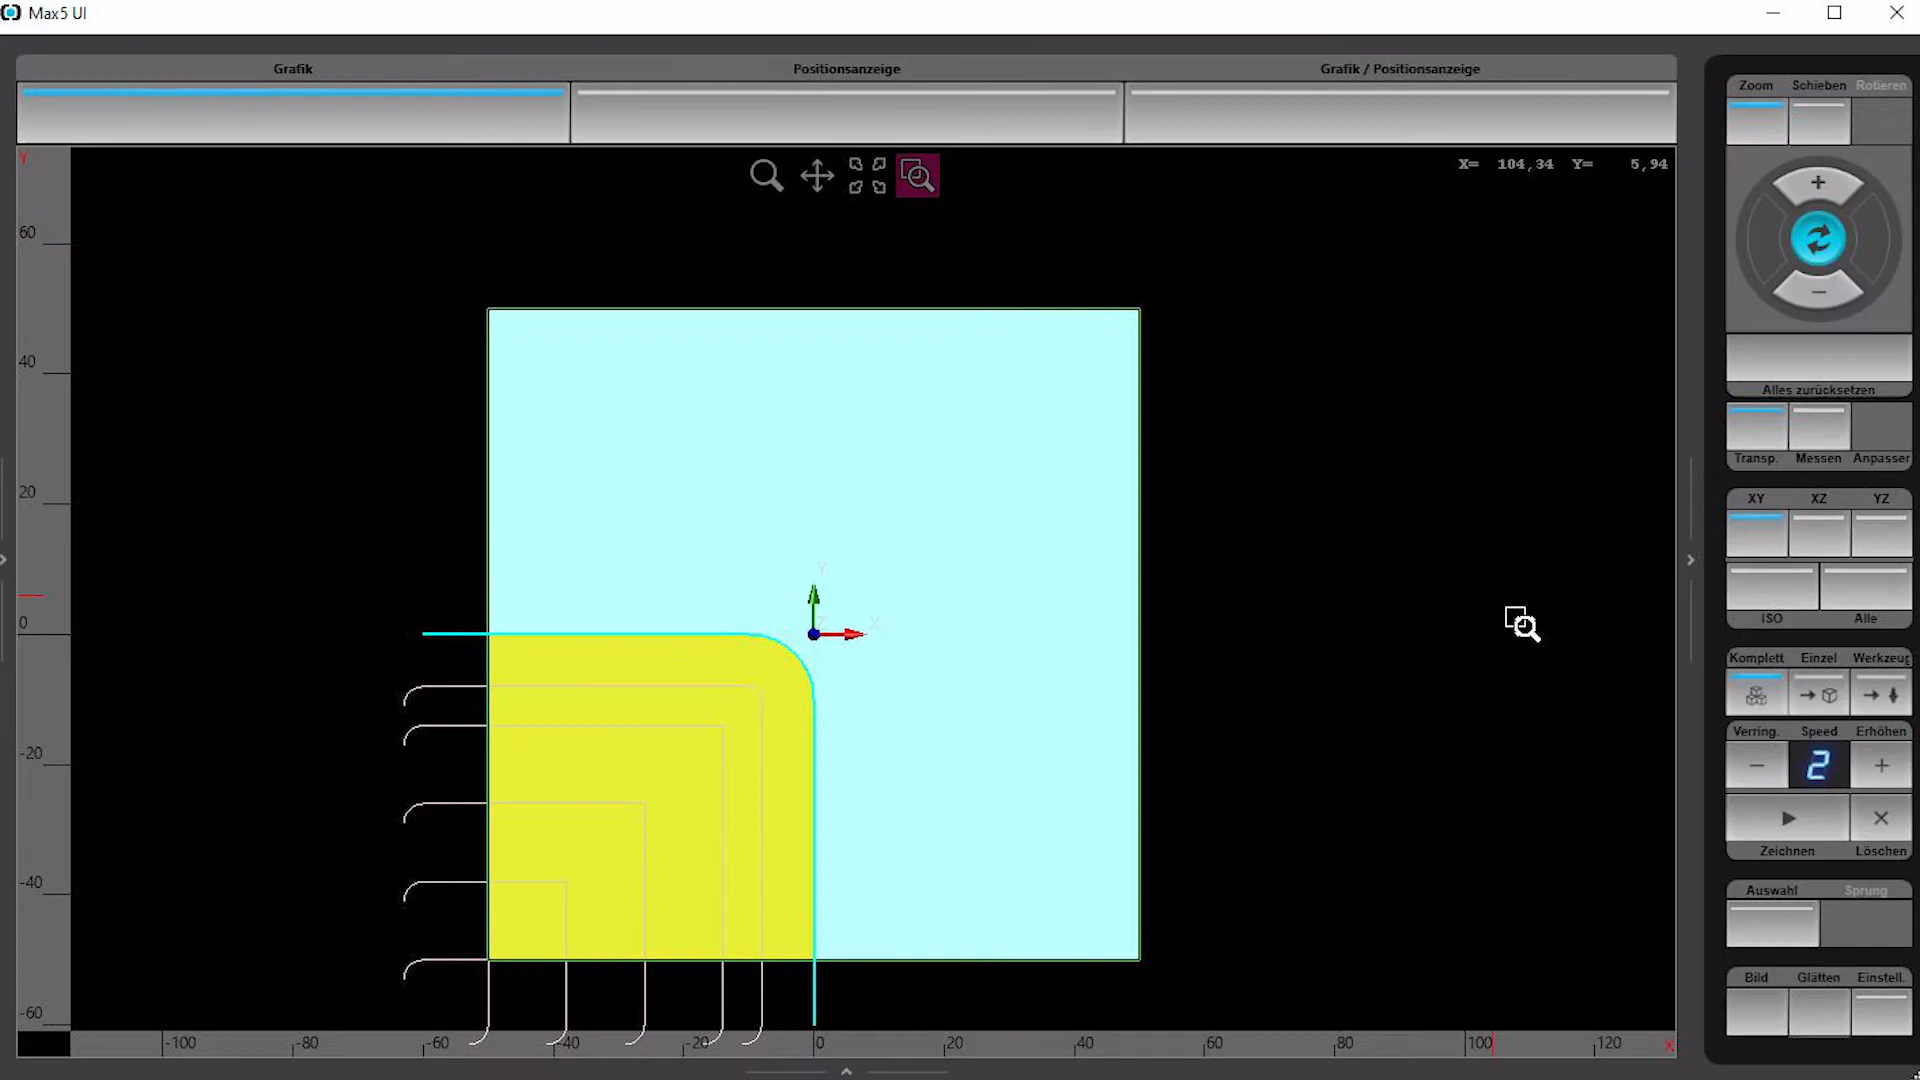 Max5 UI
Grafik
Positionsanzeige
Grafik / Positionsanzeige
Zoom Schieben Rotieren
Y
X= 104,34 Y= 5,94
+
60
−
40
Alles zurücksetzen
Transp. Messen Anpasser
20
XY XZ YZ
Y
X
0
ISO Alle
Komplett Einzel Werkzeug
-20
Verring. Speed Erhöhen
− 2 +
Zeichnen Löschen
-40
Auswahl Sprung
Bild Glätten Einstell.
-60
-100 -80 -60 -40 -20 0 20 40 60 80 100 120 X